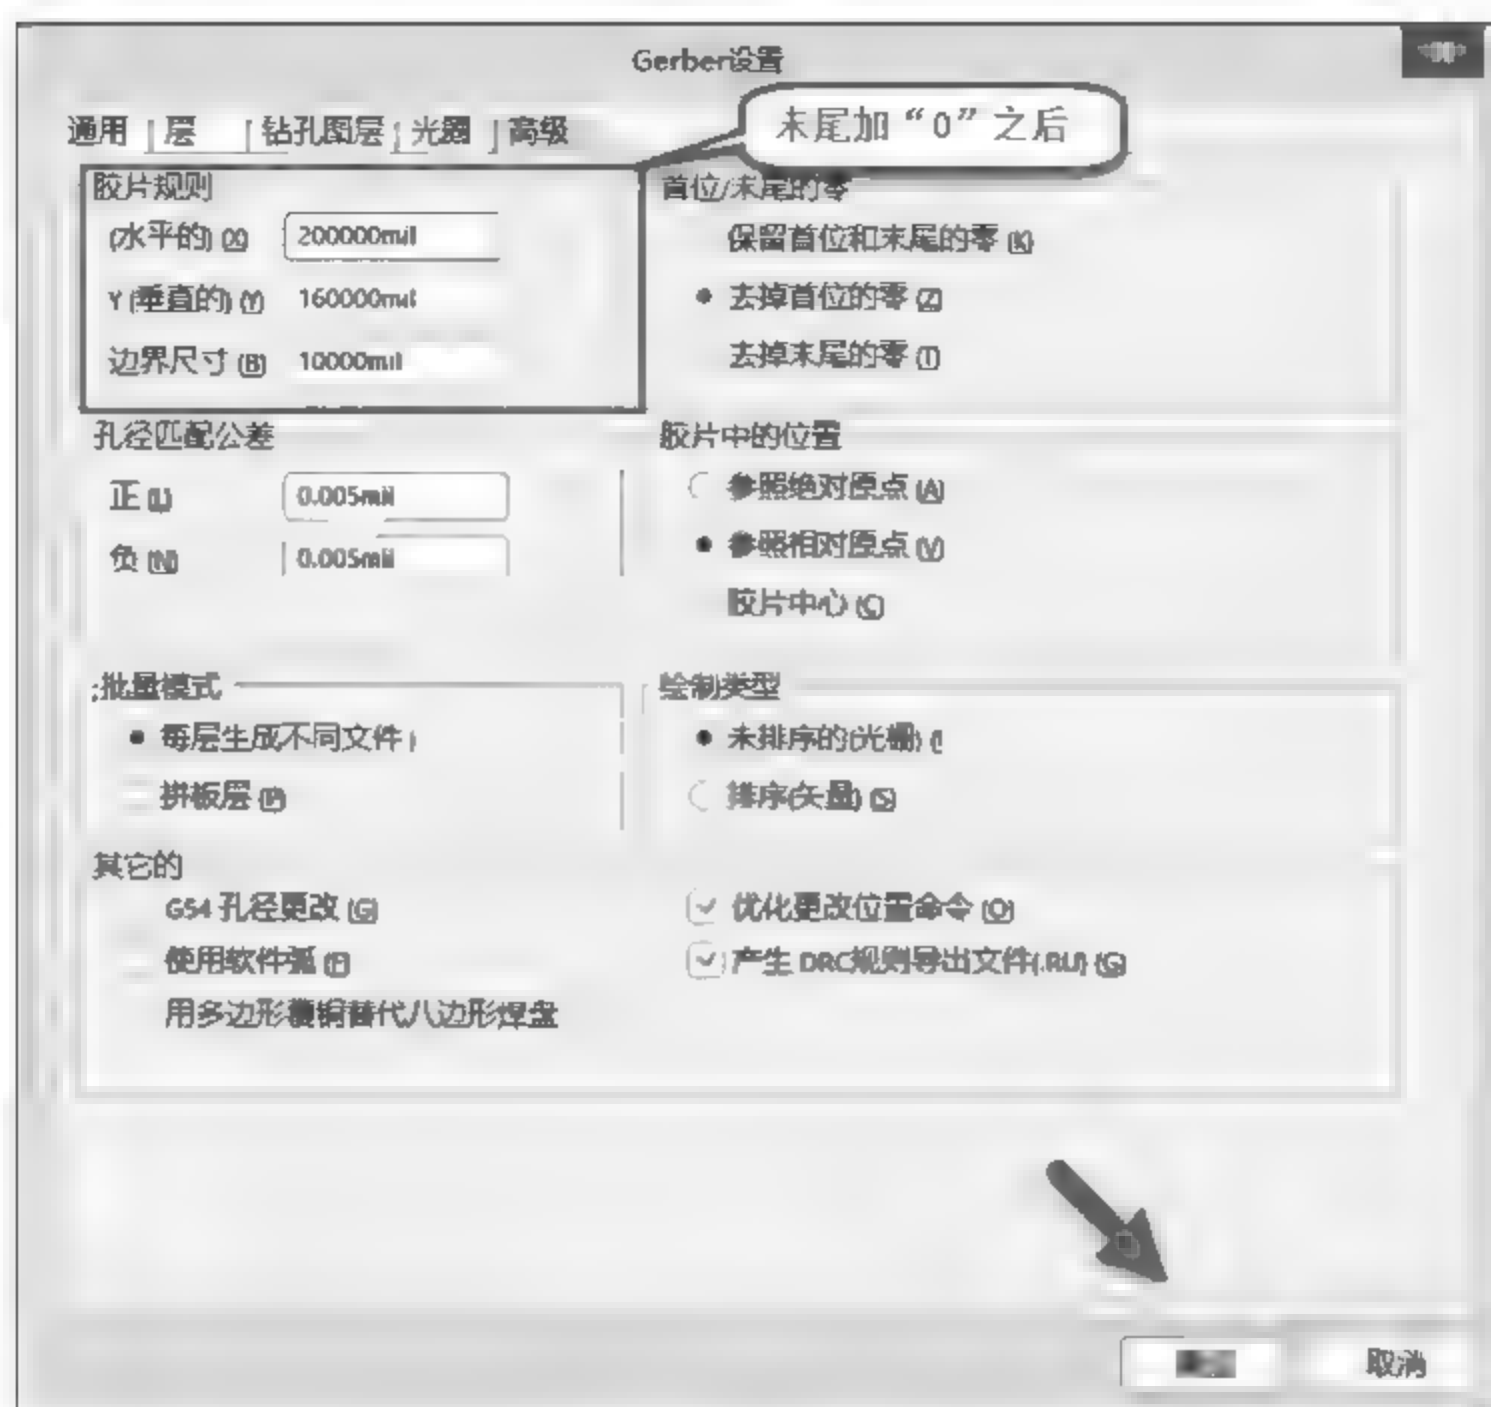 Gerber设置
末尾加“0”之后
通用 层 钻孔图层 光圈 高级
胶片规则
(水平的) (X) 200000mil
Y (垂直的) (Y) 160000mil
边界尺寸 (B) 10000mil
首位/末尾的零
保留首位和末尾的零 (K)
去掉首位的零 (Z)
去掉末尾的零 (T)
孔径匹配公差
正 (L) 0.005mil
负 (N) 0.005mil
胶片中的位置
参照绝对原点 (A)
参照相对原点 (V)
胶片中心 (C)
批量模式
每层生成不同文件 (
拼板层 (P)
绘制类型
未排序的(光栅) (
排序(矢量) (S)
其它的
G54 孔径更改 (G)
使用软件弧 (F)
用多边形覆铜替代八边形焊盘
优化更改位置命令 (O)
产生 DRC规则导出文件(.RU) (G)
取消